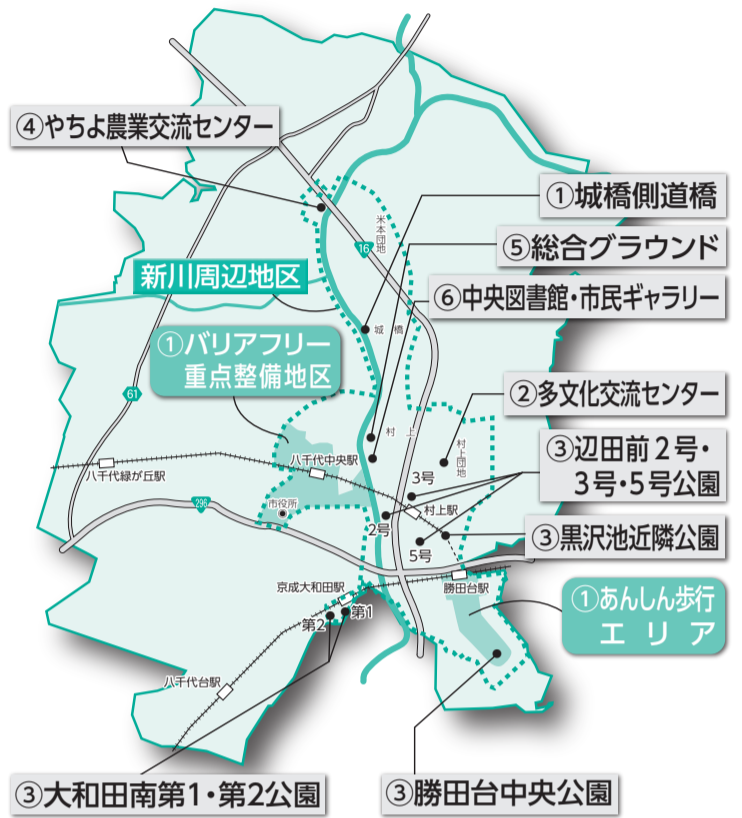 ④やちよ農業交流センター
①城橋側道橋
米本団地
⑤総合グラウンド
16
新川周辺地区
⑥中央図書館・市民ギャラリー
城橋
①バリアフリー
重点整備地区
②多文化交流センター
61
村上
村上団地
③辺田前2号・
3号・5号公園
八千代中央駅
八千代緑が丘駅
3号
市役所
296
村上駅
2号
③黒沢池近隣公園
5号
京成大和田駅
勝田台駅
①あんしん歩行
エリア
第2
第1
八千代台駅
③大和田南第1・第2公園
③勝田台中央公園